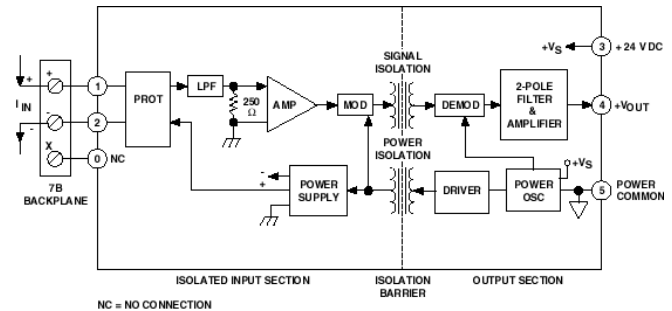 SIGNAL
ISOLATION
+VS
3
+ 24 V DC
+
+
1
PROT
LPF
250
Ω
AMP
MOD
DEMOD
2-POLE
FILTER
&
AMPLIFIER
4
+VOUT
IIN
-
-
2
X
0
NC
7B
BACKPLANE
POWER
ISOLATION
-
+
POWER
SUPPLY
DRIVER
POWER
OSC
+VS
5
POWER
COMMON
ISOLATED INPUT SECTION
ISOLATION
BARRIER
OUTPUT SECTION
NC = NO CONNECTION